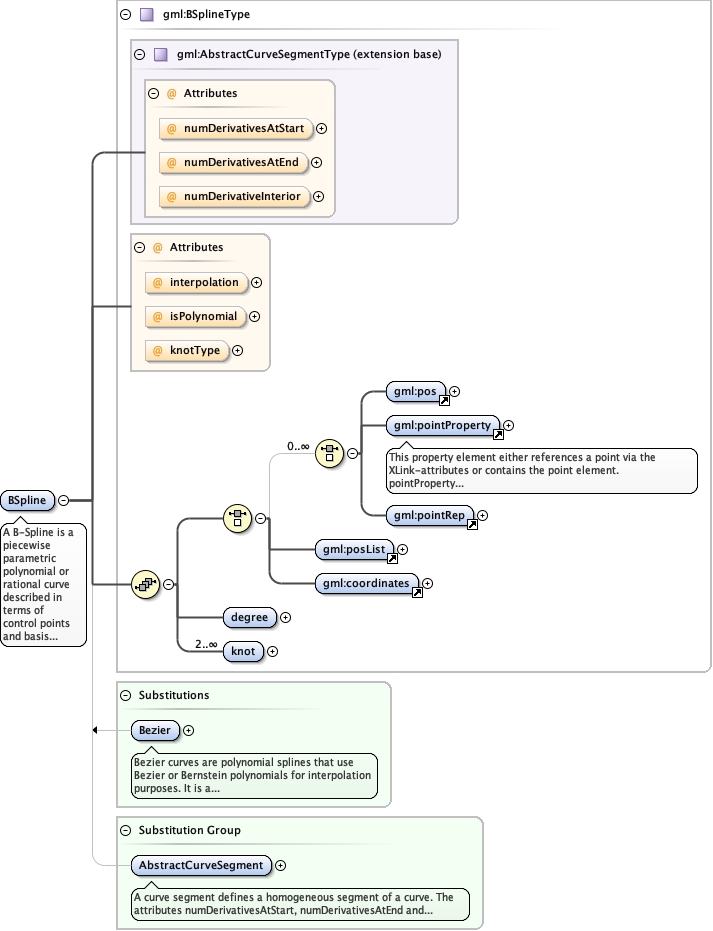 gml:BSplineType
gml:AbstractCurveSegmentType (extension base)
@ Attributes
@ numDerivativesAtStart
@ numDerivativesAtEnd
@ numDerivativeInterior
@ Attributes
@ interpolation
@ isPolynomial
@ knotType
gml:pos
gml:pointProperty
0..∞
This property element either references a point via the
XLink-attributes or contains the point element.
pointProperty...
gml:pointRep
BSpline
A B-Spline is a
piecewise
parametric
polynomial or
rational curve
described in
terms of
control points
and basis...
gml:posList
gml:coordinates
degree
2..∞
knot
Substitutions
Bezier
Bezier curves are polynomial splines that use
Bezier or Bernstein polynomials for interpolation
purposes. It is a...
Substitution Group
AbstractCurveSegment
A curve segment defines a homogeneous segment of a curve. The
attributes numDerivativesAtStart, numDerivativesAtEnd and...